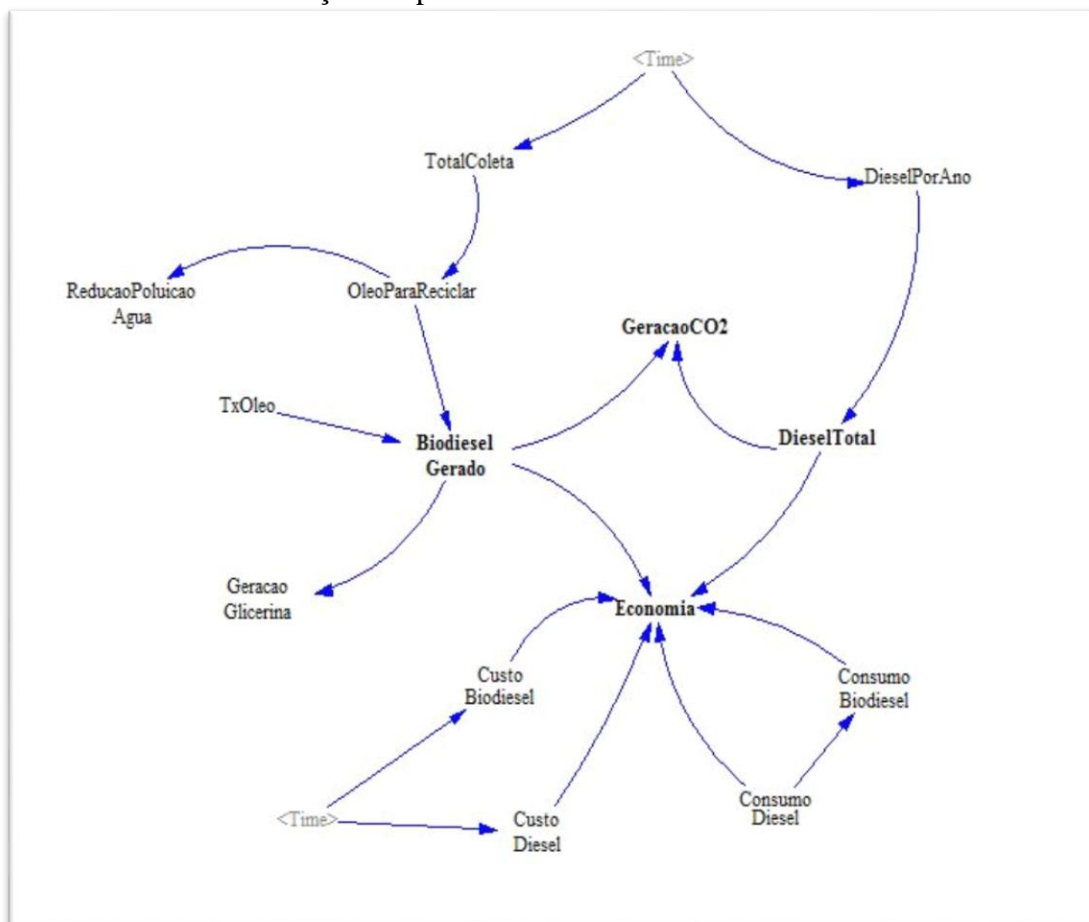 <Time>
TotalColeta
DieselPorAno
ReducaoPoluicao
Agua
OleoParaReciclar
GeracaoCO2
TxOleo
Biodiesel
Gerado
DieselTotal
Geracao
Glicerina
Economia
Custo
Biodiesel
Consumo
Biodiesel
<Time>
Custo
Diesel
Consumo
Diesel